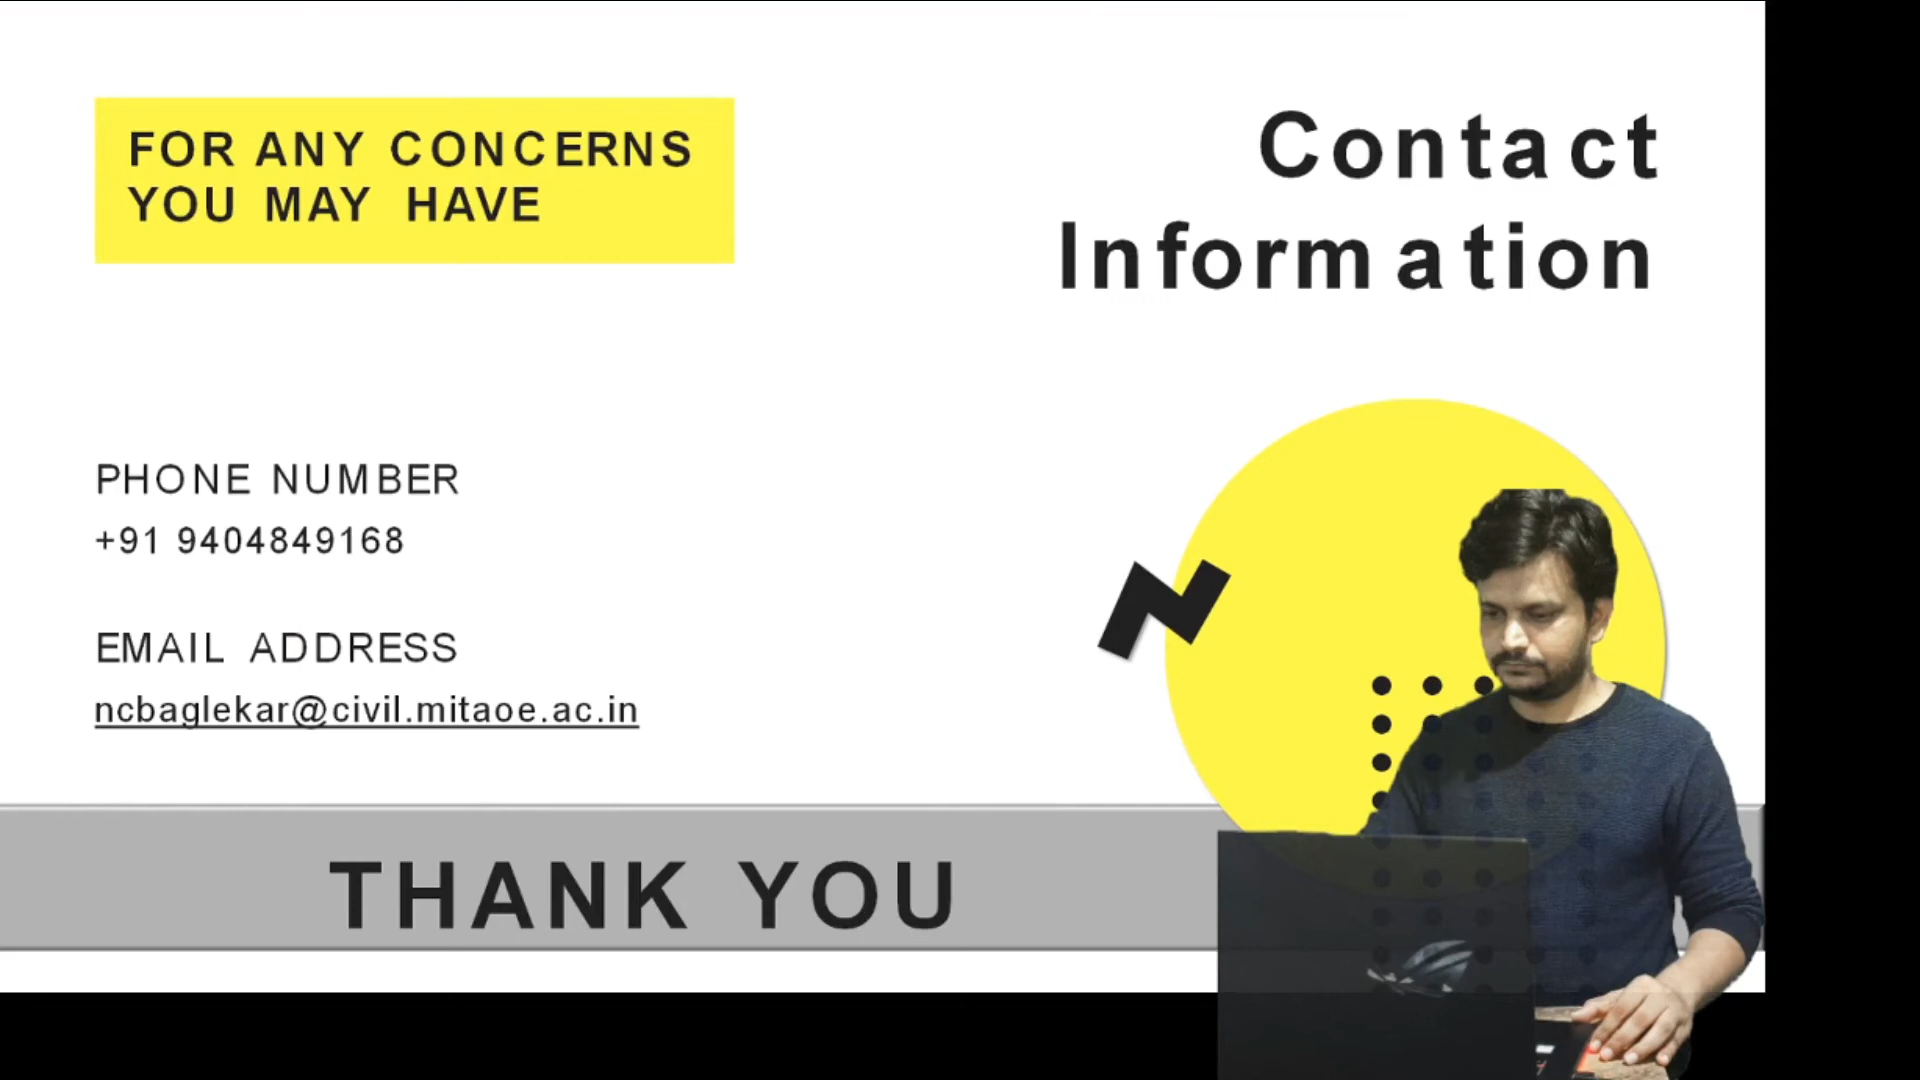 FOR ANY CONCERNS
YOU MAY HAVE
Contact
Information
PHONE NUMBER
+91 9404849168
EMAIL ADDRESS
ncbaglekar@civil.mitaoe.ac.in
THANK YOU